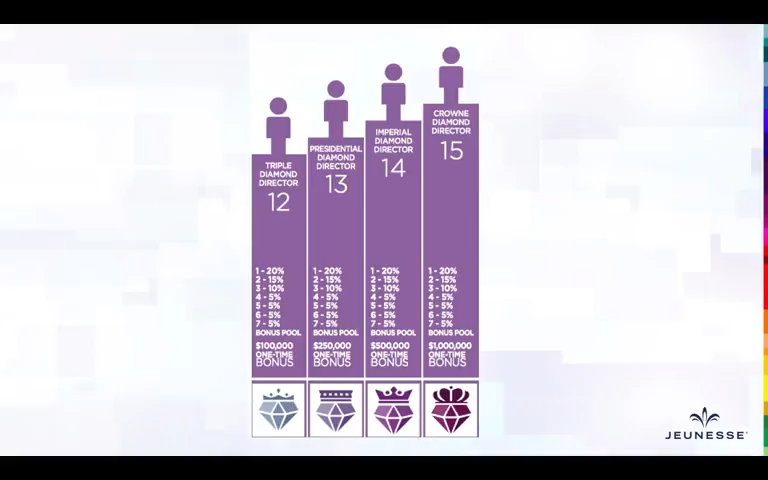 TRIPLE
DIAMOND
DIRECTOR
12
1 - 20%
2 - 15%
3 - 10%
4 - 5%
5 - 5%
6 - 5%
7 - 5%
BONUS POOL
$100,000
ONE-TIME
BONUS
PRESIDENTIAL
DIAMOND
DIRECTOR
13
1 - 20%
2 - 15%
3 - 10%
4 - 5%
5 - 5%
6 - 5%
7 - 5%
BONUS POOL
$250,000
ONE-TIME
BONUS
IMPERIAL
DIAMOND
DIRECTOR
14
1 - 20%
2 - 15%
3 - 10%
4 - 5%
5 - 5%
6 - 5%
7 - 5%
BONUS POOL
$500,000
ONE-TIME
BONUS
CROWNE
DIAMOND
DIRECTOR
15
1 - 20%
2 - 15%
3 - 10%
4 - 5%
5 - 5%
6 - 5%
7 - 5%
BONUS POOL
$1,000,000
ONE-TIME
BONUS
JEUNESSE